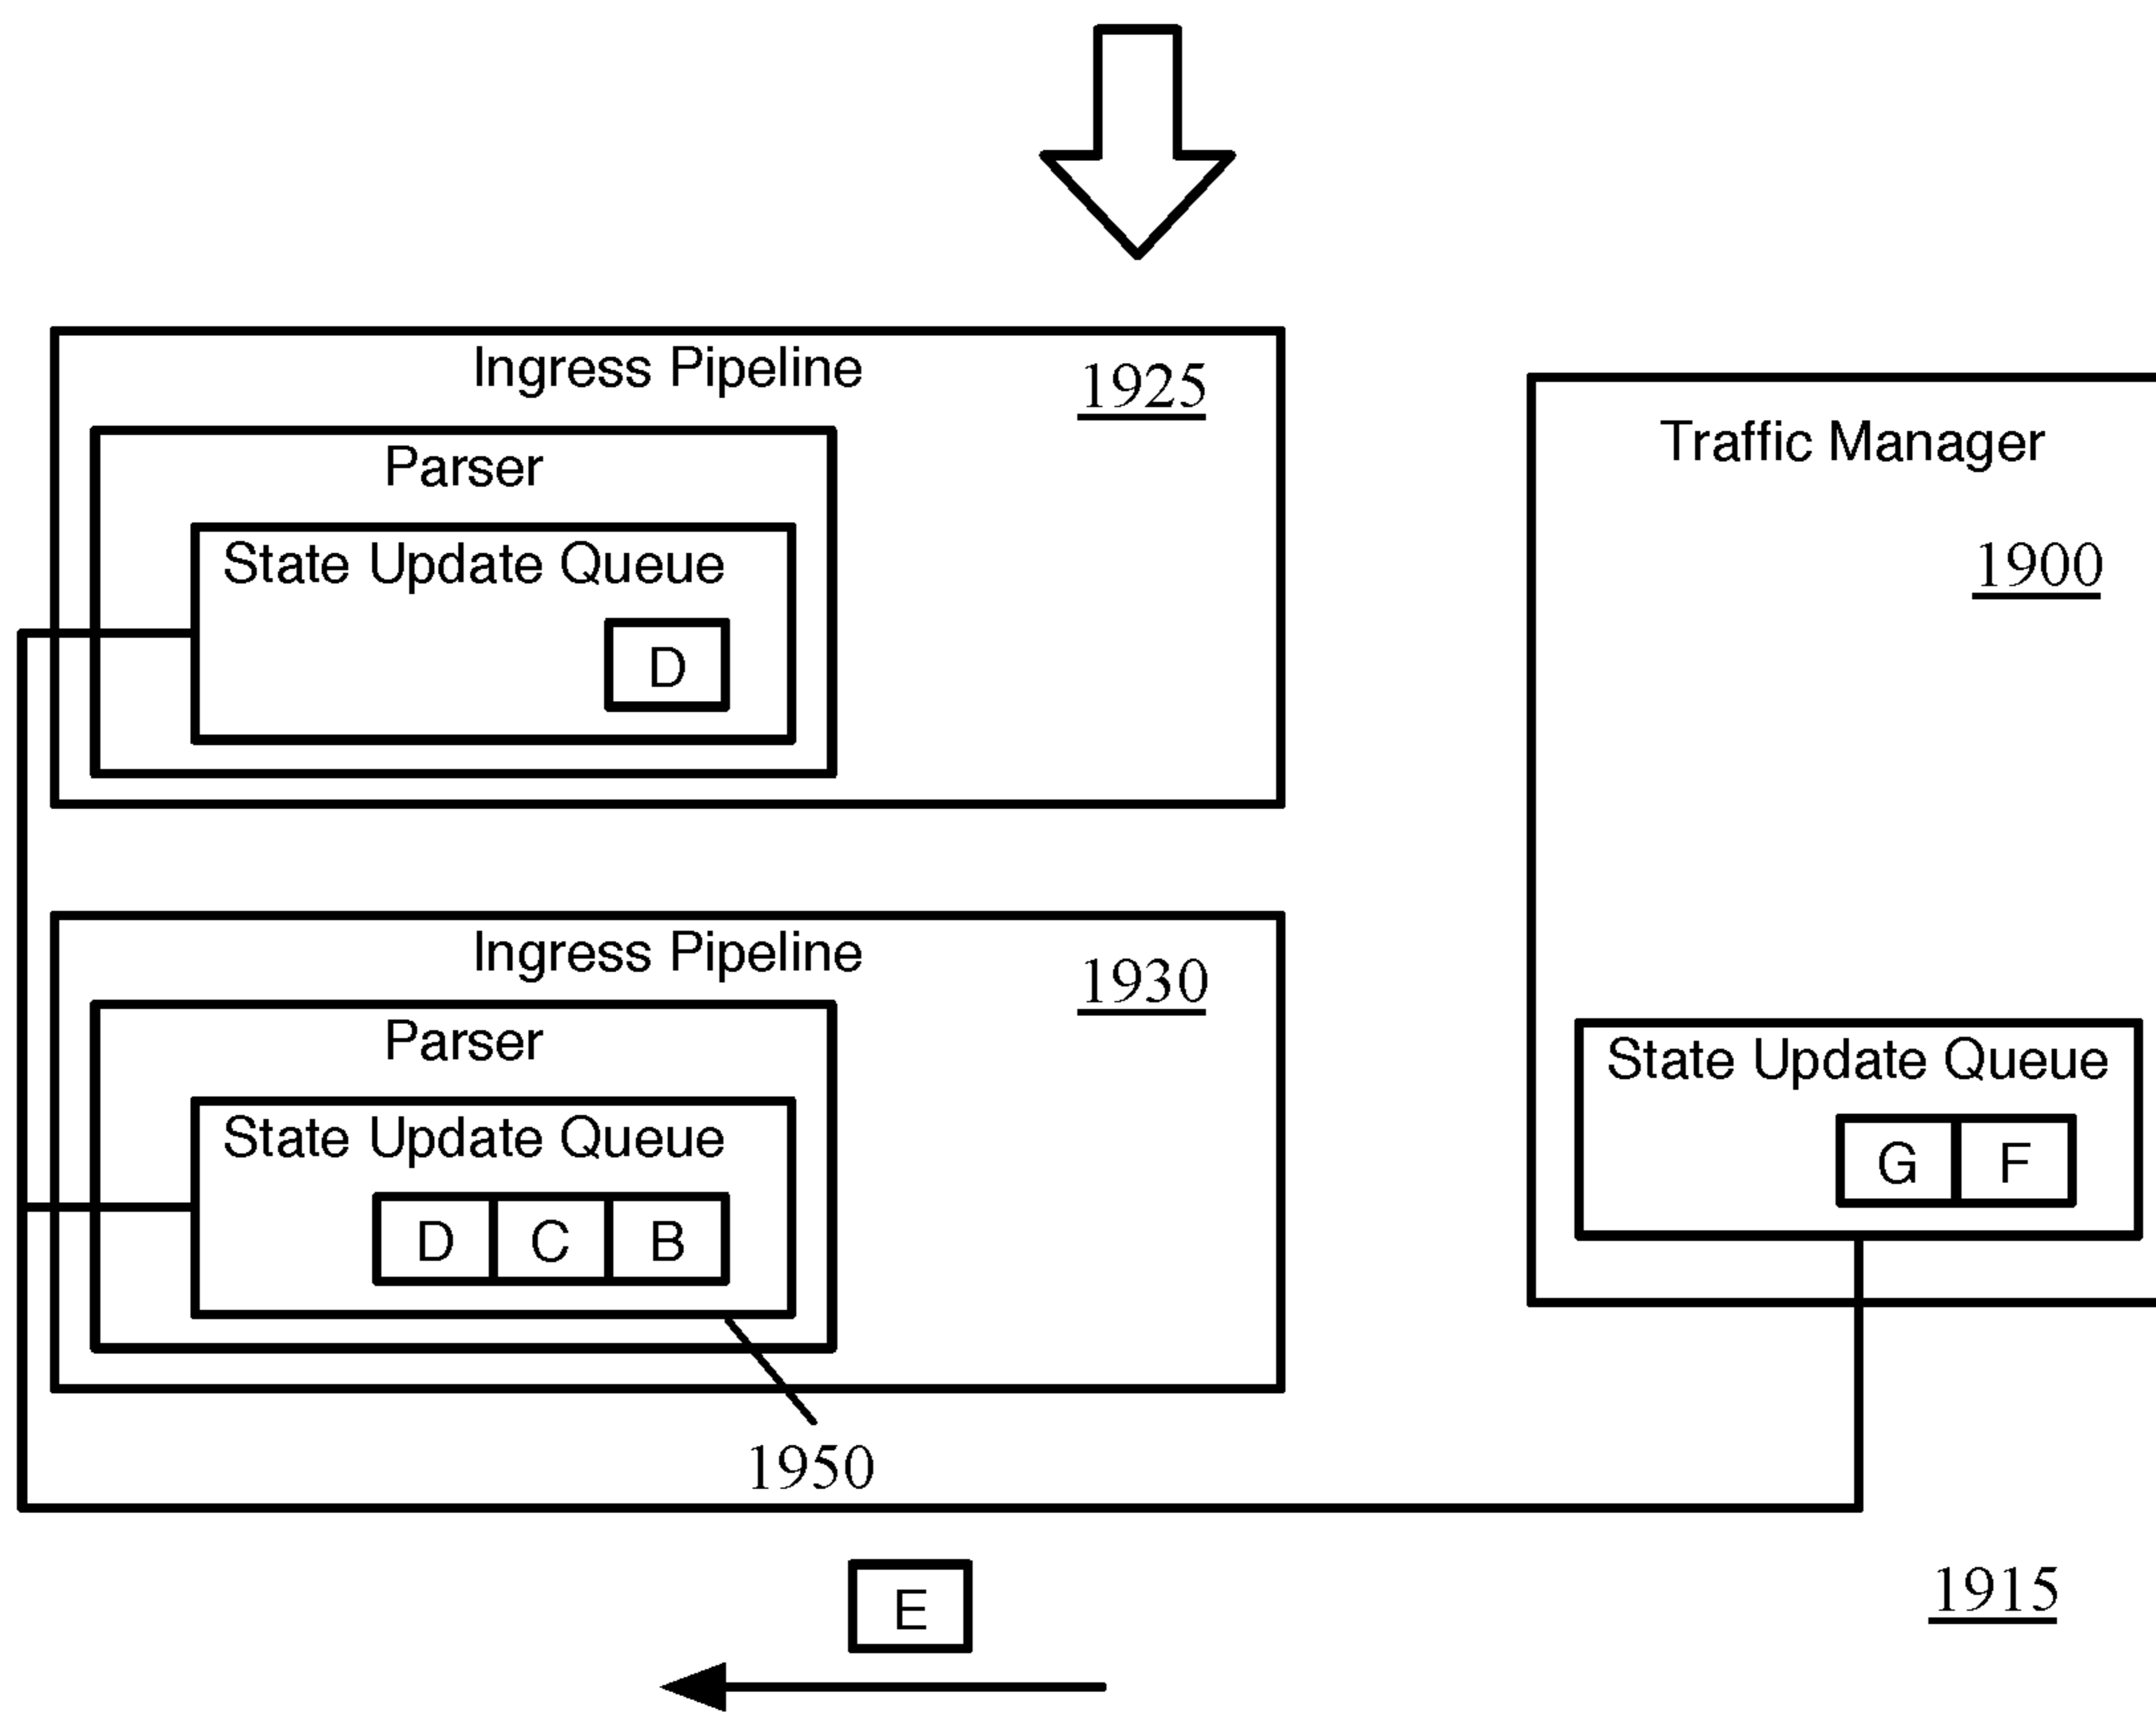 Ingress Pipeline
1925
Parser
State Update Queue
D
Traffic Manager
1900
Ingress Pipeline
1930
Parser
State Update Queue
D C B
1950
State Update Queue
G F
E
1915